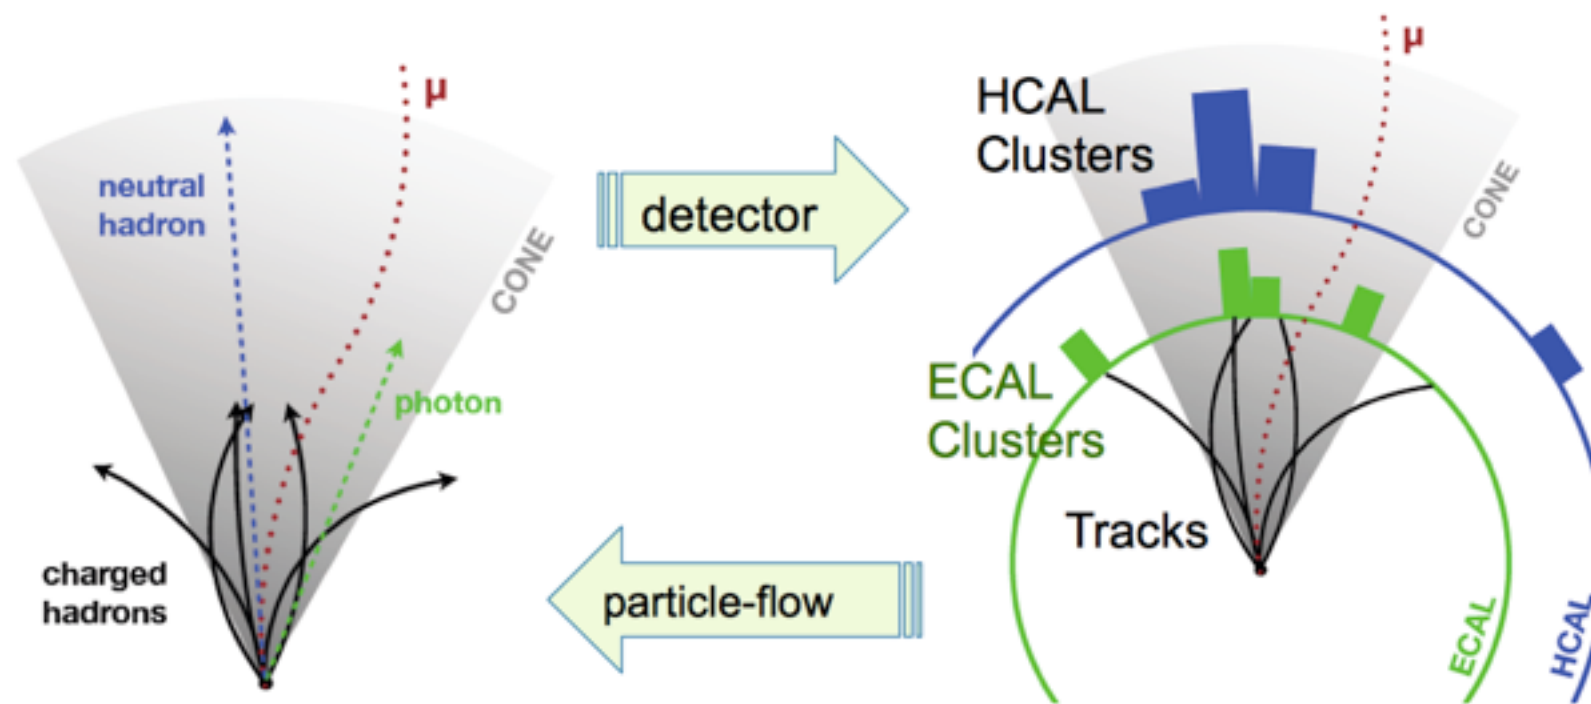 μ
neutral
hadron
CONE
photon
charged
hadrons
detector
particle-flow
μ
HCAL
Clusters
CONE
ECAL
Clusters
Tracks
ECAL
HCAL